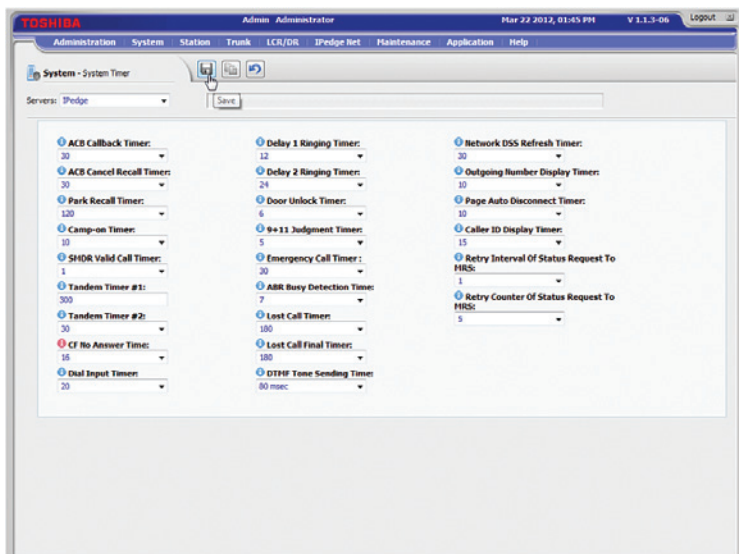 TOSHIBA
Admin Administrator
Mar 22 2012, 01:45 PM
V 1.1.3-06
Logout
Administration System Station Trunk LCR/DR IPedge Net Maintenance Application Help
System - System Timer
Servers: IPedge
Save
ACB Callback Timer:
30
ACB Cancel Recall Timer:
30
Park Recall Timer:
120
Camp-on Timer:
10
SMDR Valid Call Timer:
1
Tandem Timer #1:
300
Tandem Timer #2:
30
CF No Answer Time:
16
Dial Input Timer:
20
Delay 1 Ringing Timer:
12
Delay 2 Ringing Timer:
24
Door Unlock Timer:
6
9+11 Judgment Timer:
5
Emergency Call Timer :
20
ABR Busy Detection Time:
7
Lost Call Timer:
180
Lost Call Final Timer:
180
DTMF Tone Sending Time:
80 msec
Network DSS Refresh Timer:
30
Outgoing Number Display Timer:
10
Page Auto Disconnect Timer:
10
Caller ID Display Timer:
15
Retry Interval Of Status Request To
MRS:
1
Retry Counter Of Status Request To
MRS:
5